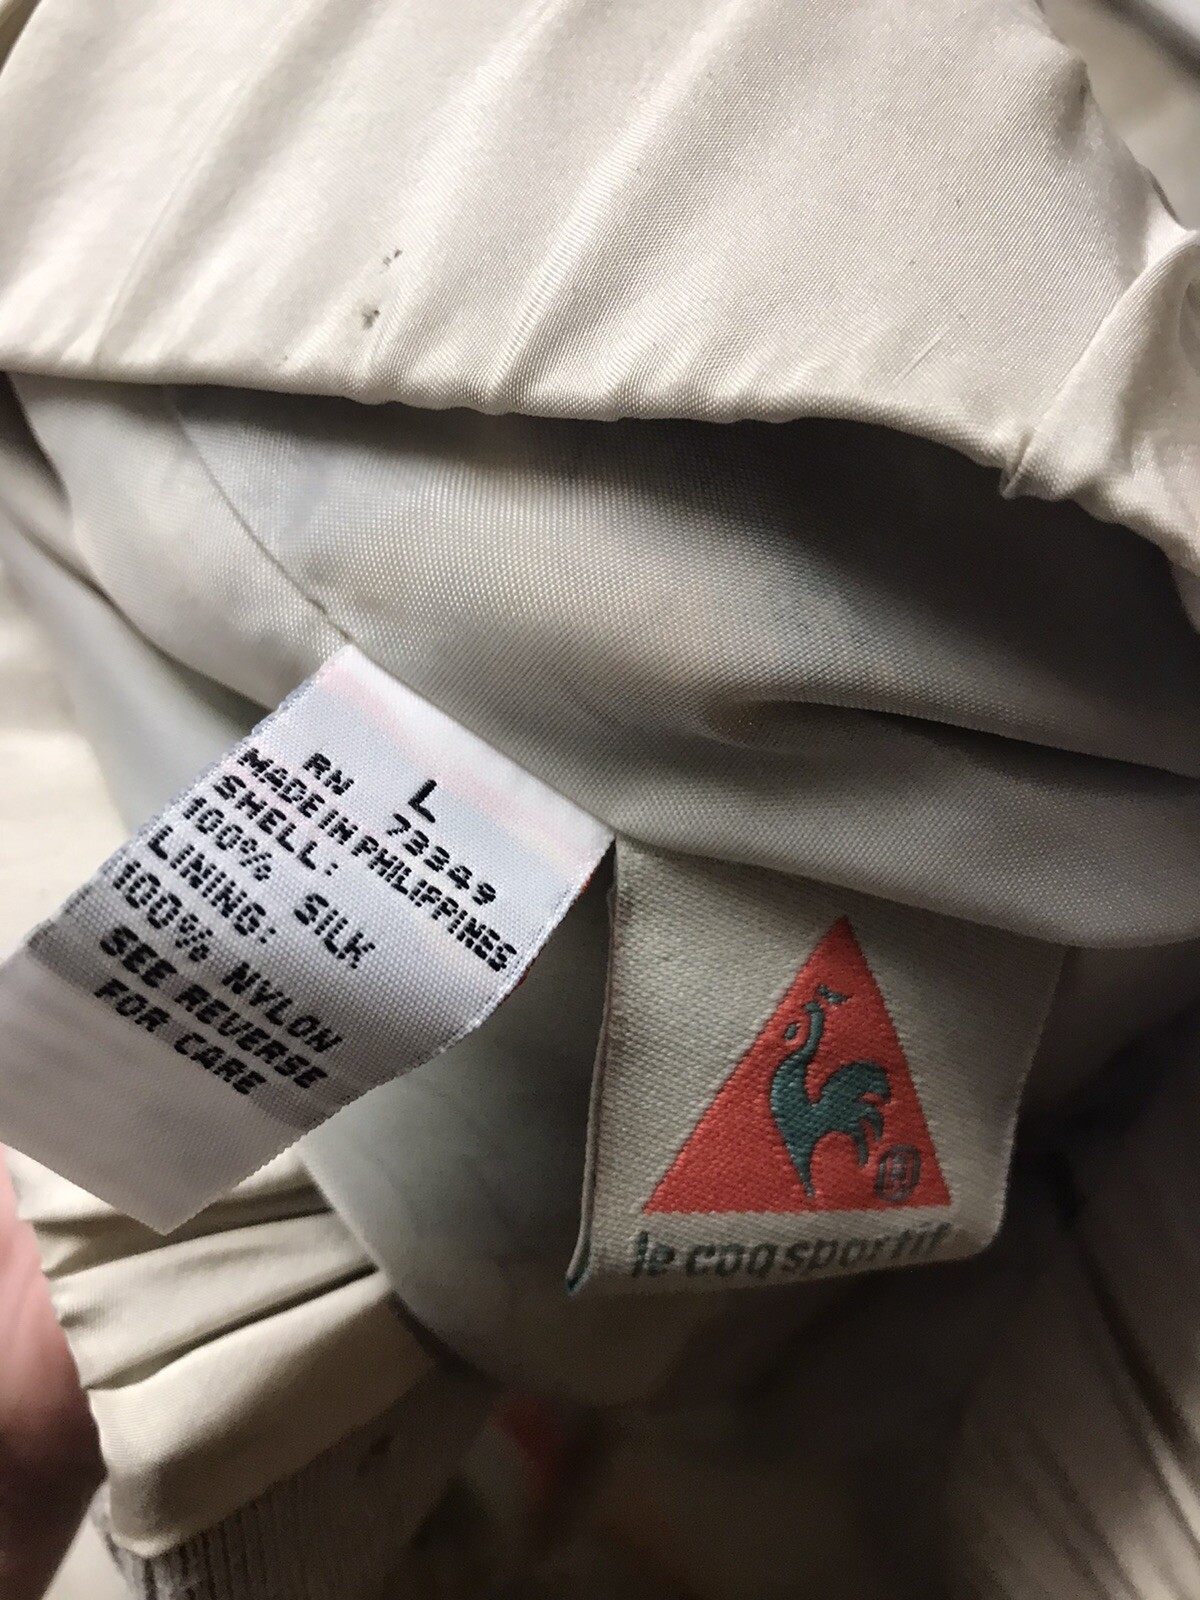 L
RN 73349
MADE IN PHILIPPINES
SHELL:
100% SILK
LINING:
100% NYLON
SEE REVERSE
FOR CARE
®
le coq sportif